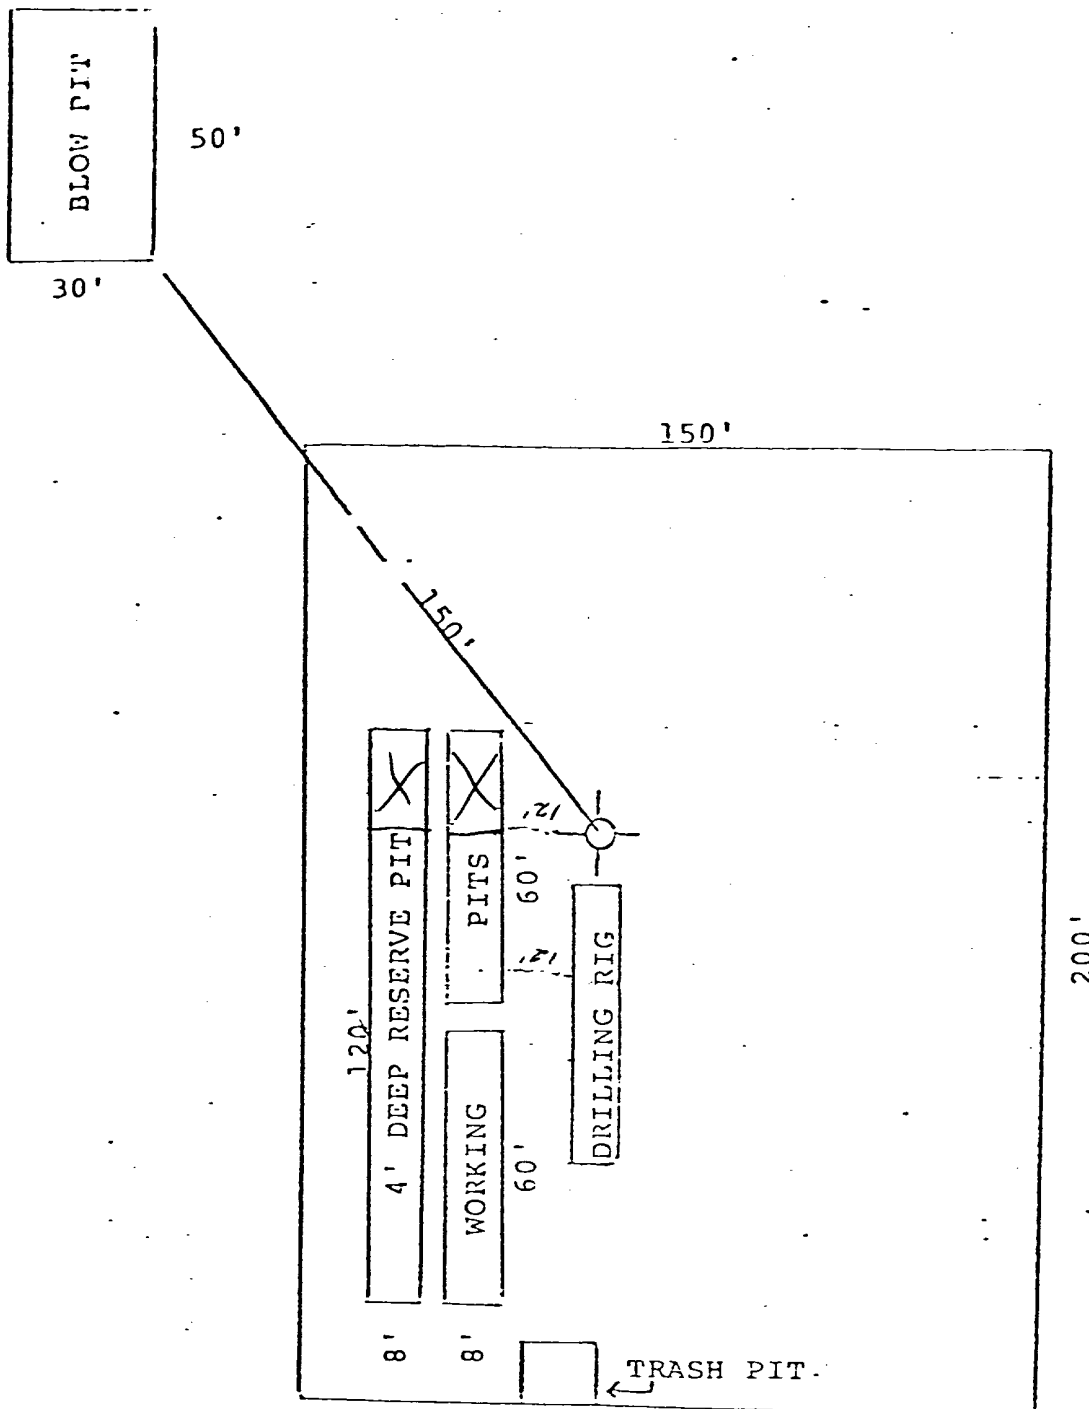 BLOW PIT
50'
30'
150'
150'
12'
60'
PITS
12'
120'
4' DEEP RESERVE PIT
DRILLING RIG
200'
WORKING
60'
8'
8'
TRASH PIT.